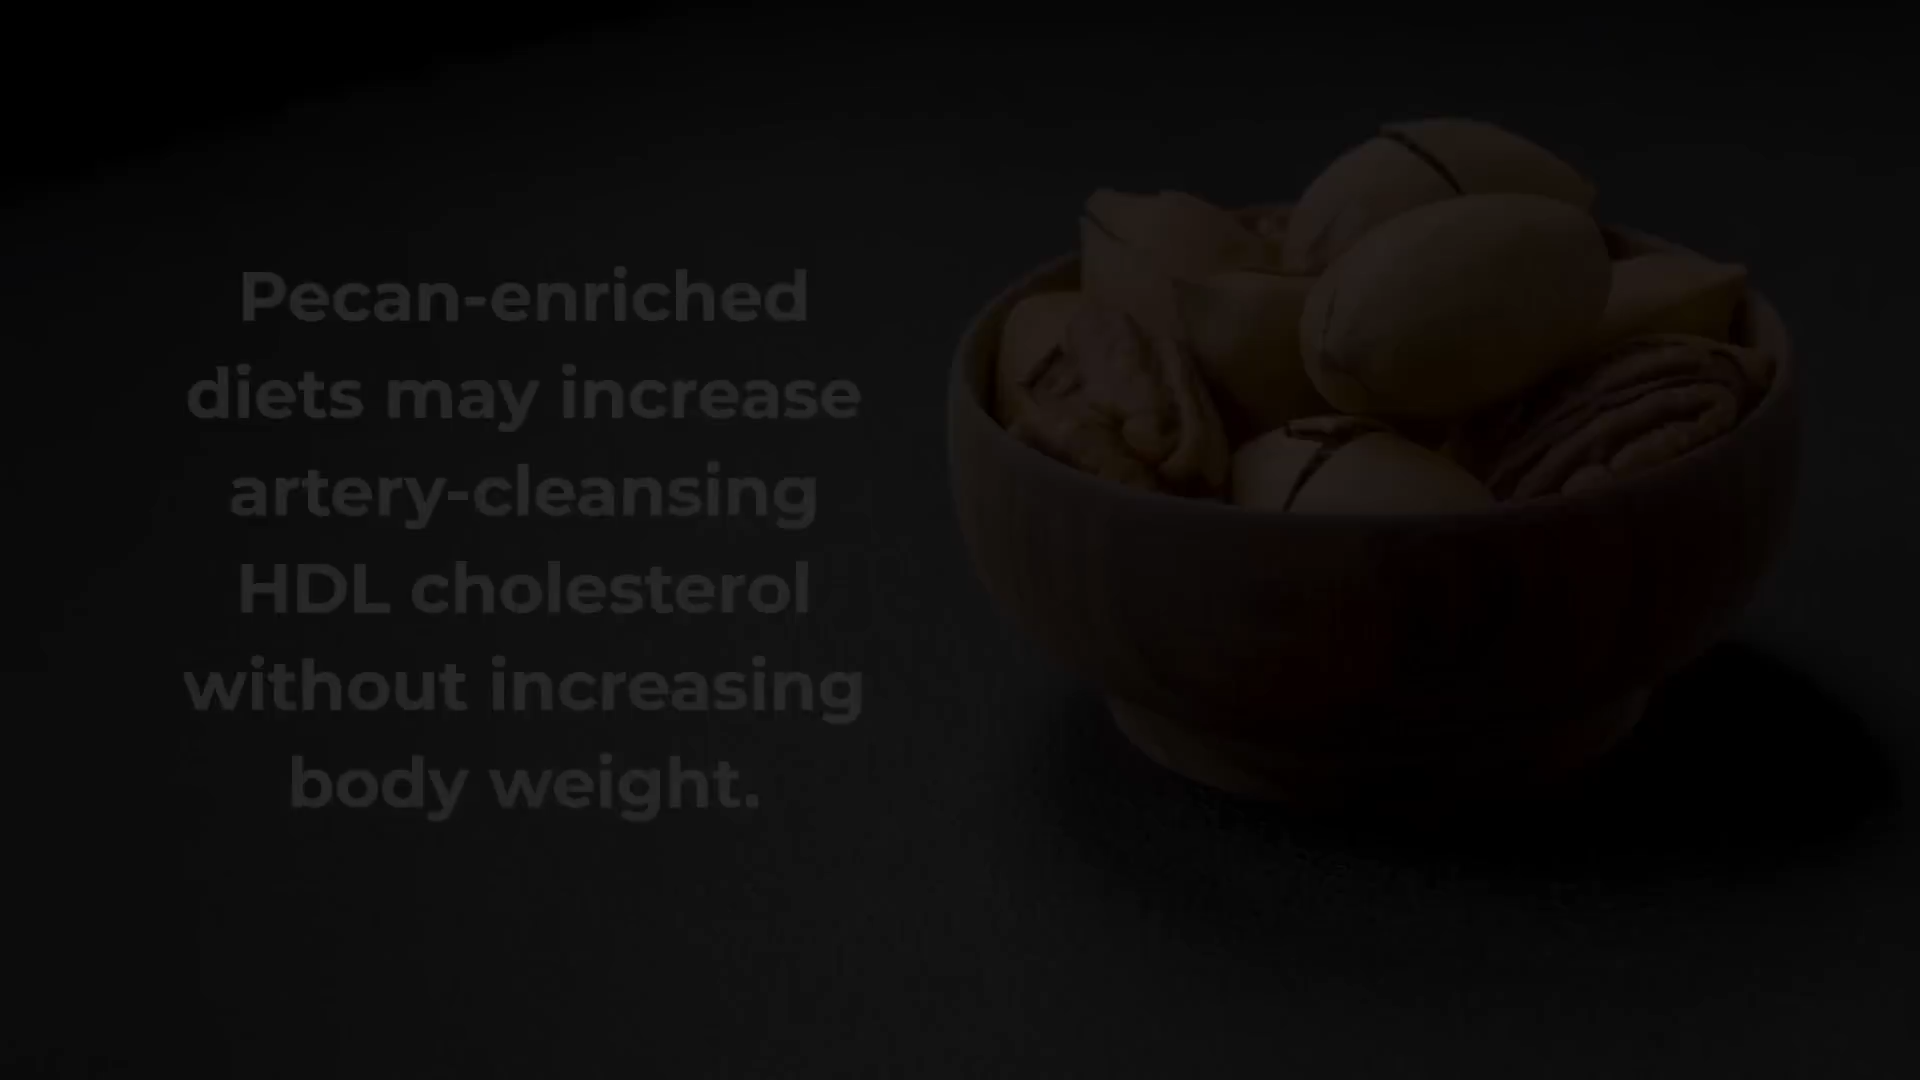 Pecan-enriched
diets may increase
artery-cleansing
HDL cholesterol
without increasing
body weight.